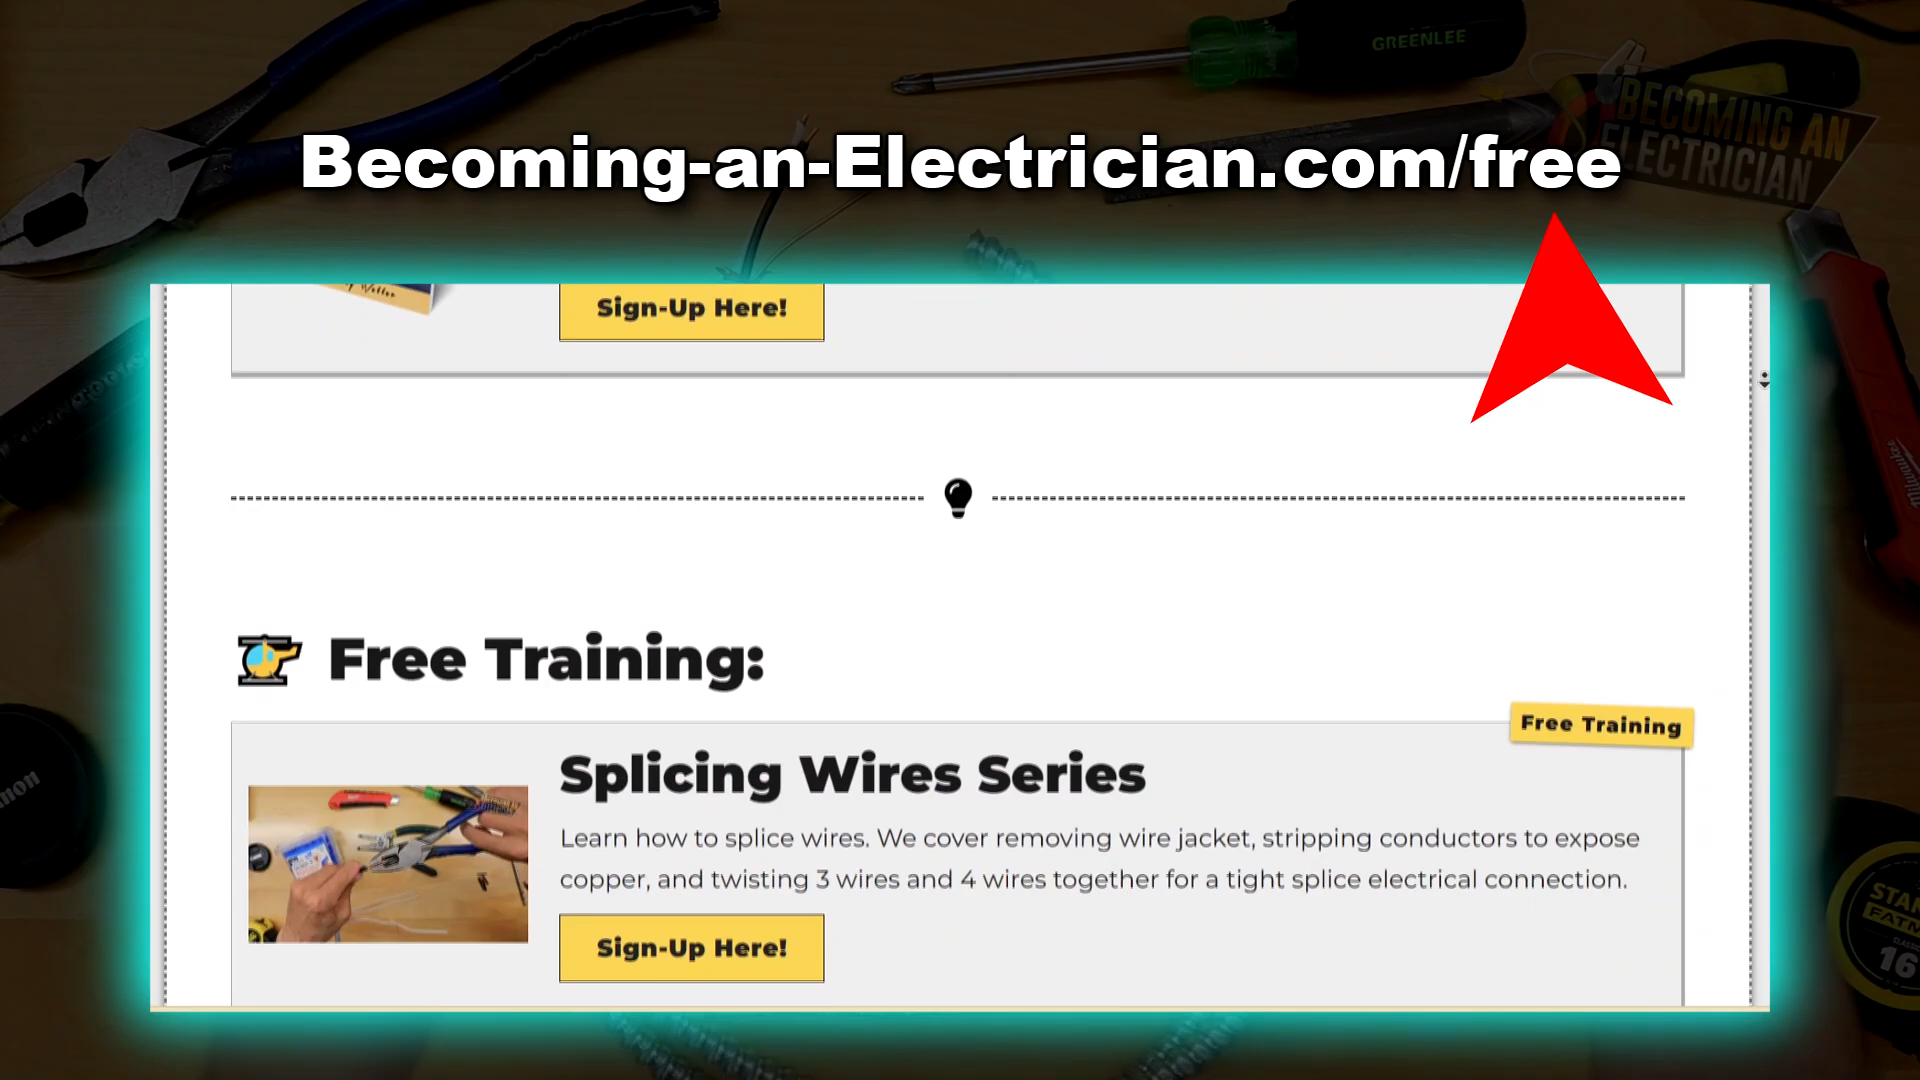 GREENLEE
BECOMING AN
ELECTRICIAN
Becoming-an-Electrician.com/free
Sign-Up Here!
Free Training:
Free Training
Splicing Wires Series
Learn how to splice wires. We cover removing wire jacket, stripping conductors to expose
copper, and twisting 3 wires and 4 wires together for a tight splice electrical connection.
Sign-Up Here!
Milwaukee
16